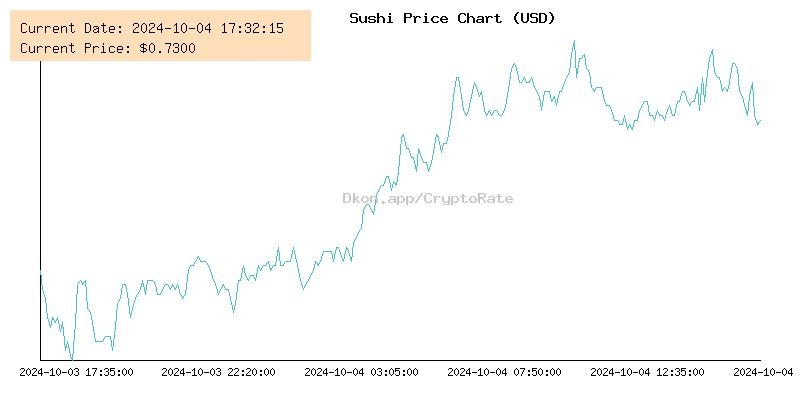 Sushi Price Chart (USD)
Current Date: 2024-10-04 17:32:15
Current Price: $0.7300
Dkon.app/CryptoRate
2024-10-03 17:35:00 2024-10-03 22:20:00 2024-10-04 03:05:00 2024-10-04 07:50:00 2024-10-04 12:35:00 2024-10-04